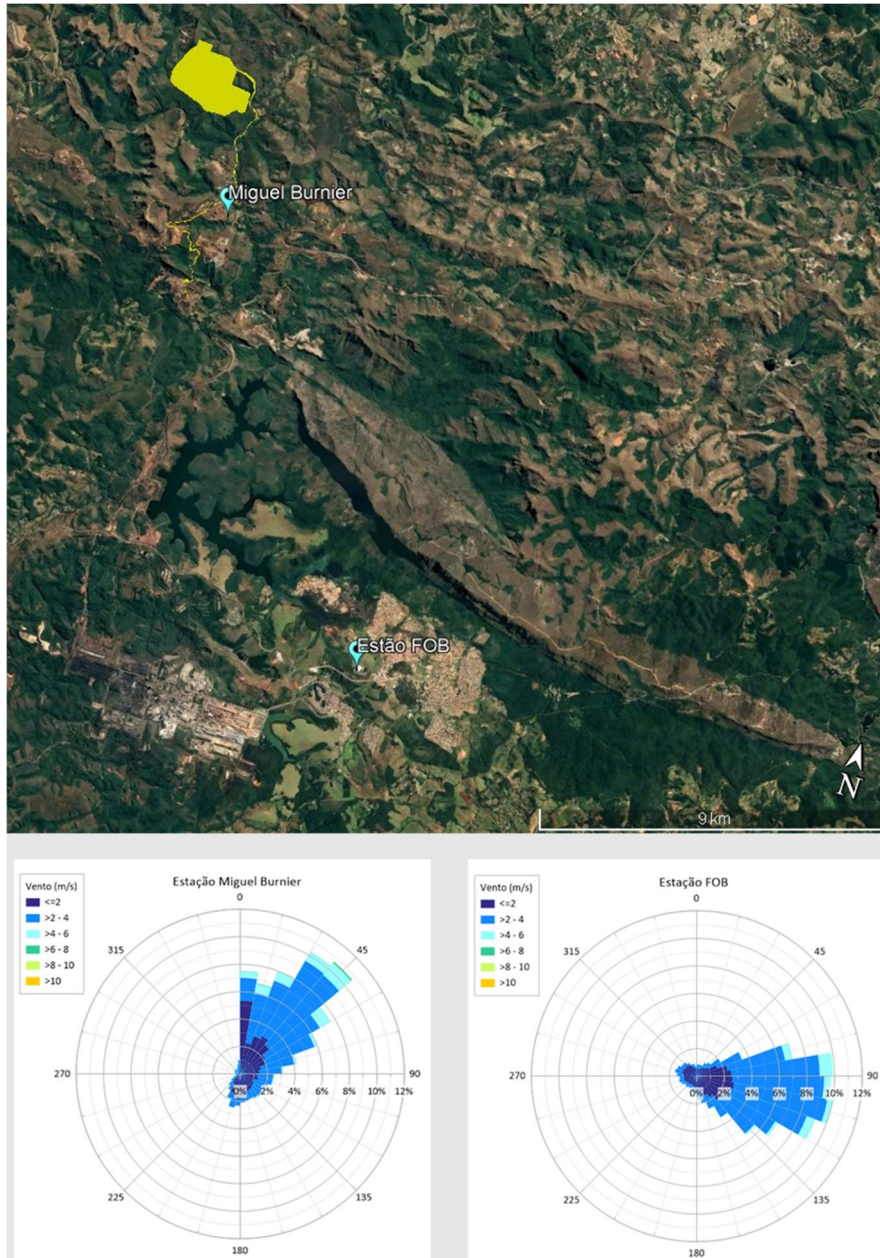 Miguel Burnier
Estão FOB
N
9 km
Estação Miguel Burnier
Vento (m/s)
<=2
>2 - 4
>4 - 6
>6 - 8
>8 - 10
>10
0
45
90
135
180
225
270
315
0% 2% 4% 6% 8% 10% 12%
Estação FOB
Vento (m/s)
<=2
>2 - 4
>4 - 6
>6 - 8
>8 - 10
>10
0
45
90
135
180
225
270
315
0% 2% 4% 6% 8% 10% 12%